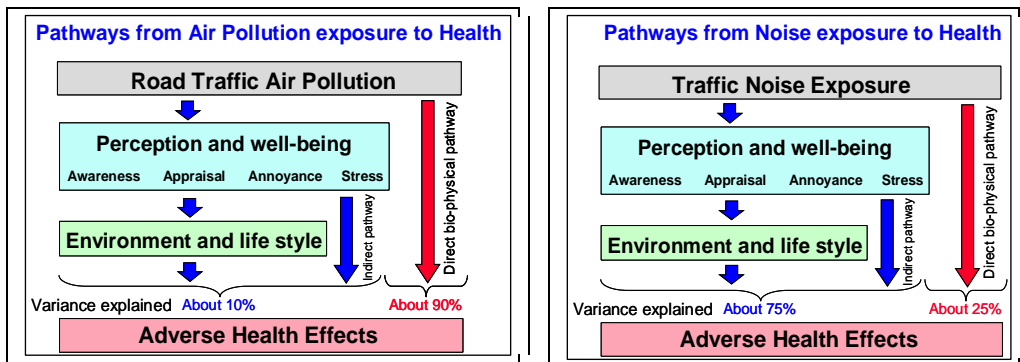 Pathways from Air Pollution exposure to Health
Road Traffic Air Pollution
Perception and well-being
Awareness Appraisal Annoyance Stress
Environment and life style
Indirect pathway
Direct bio-physical pathway
Variance explained About 10% About 90%
Adverse Health Effects
Pathways from Noise exposure to Health
Traffic Noise Exposure
Perception and well-being
Awareness Appraisal Annoyance Stress
Environment and life style
Indirect pathway
Direct bio-physical pathway
Variance explained About 75% About 25%
Adverse Health Effects